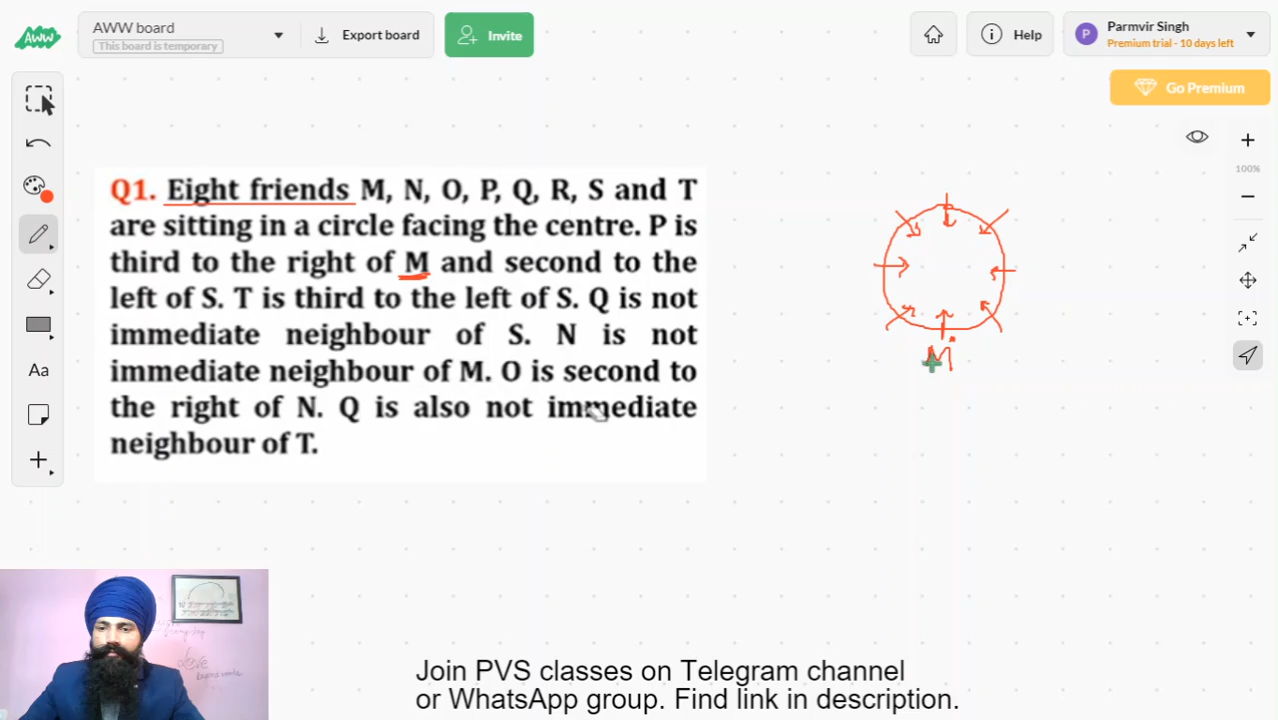 AWW
AWW board
This board is temporary
Export board
Invite
Help
P
Parmvir Singh
Premium trial - 10 days left
Go Premium
100%
Aa
Q1. Eight friends M, N, O, P, Q, R, S and T
are sitting in a circle facing the centre. P is
third to the right of M and second to the
left of S. T is third to the left of S. Q is not
immediate neighbour of S. N is not
immediate neighbour of M. O is second to
the right of N. Q is also not immediate
neighbour of T.
M
Join PVS classes on Telegram channel
or WhatsApp group. Find link in description.